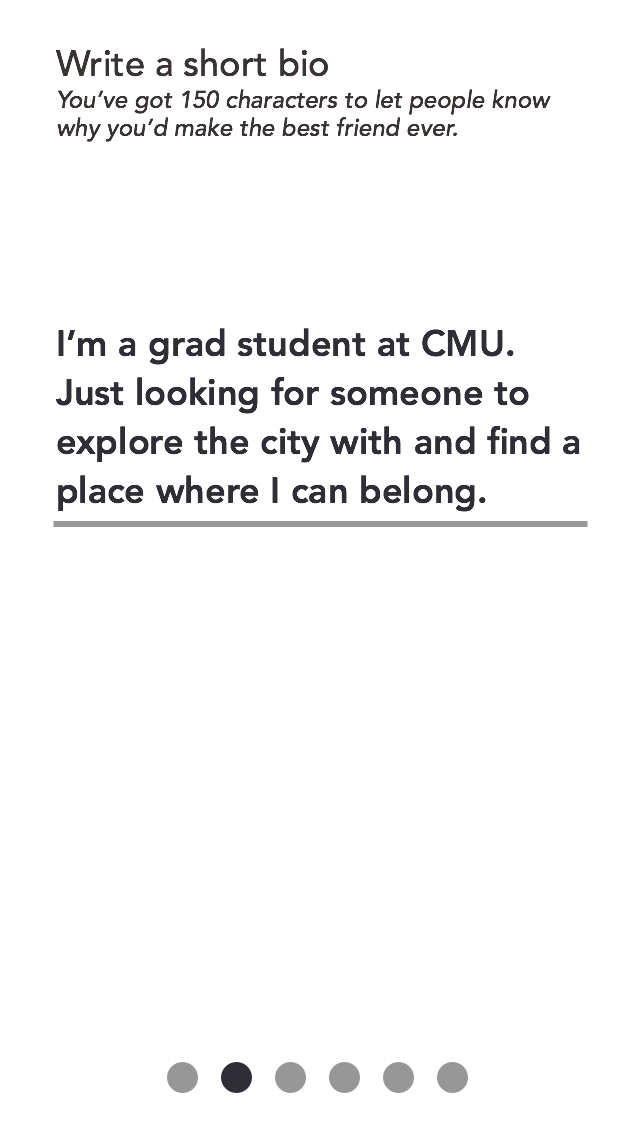 Write a short bio
You’ve got 150 characters to let people know
why you’d make the best friend ever.
I’m a grad student at CMU.
Just looking for someone to
explore the city with and find a
place where I can belong.